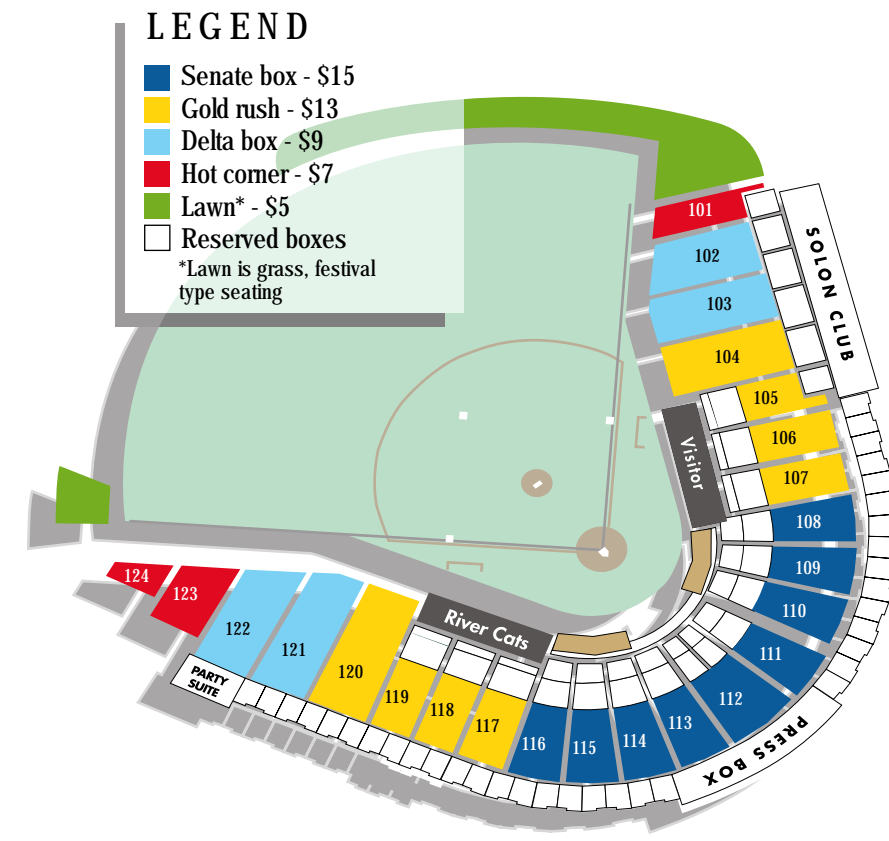 LEGEND
Senate box - $15
Gold rush - $13
Delta box - $9
Hot corner - $7
Lawn* - $5
Reserved boxes
*Lawn is grass, festival
type seating
101
102
103
104
105
106
107
108
109
110
111
112
113
114
115
116
117
118
119
120
121
122
123
124
SOLON CLUB
Visitor
River Cats
PARTY
SUITE
PRESS BOX